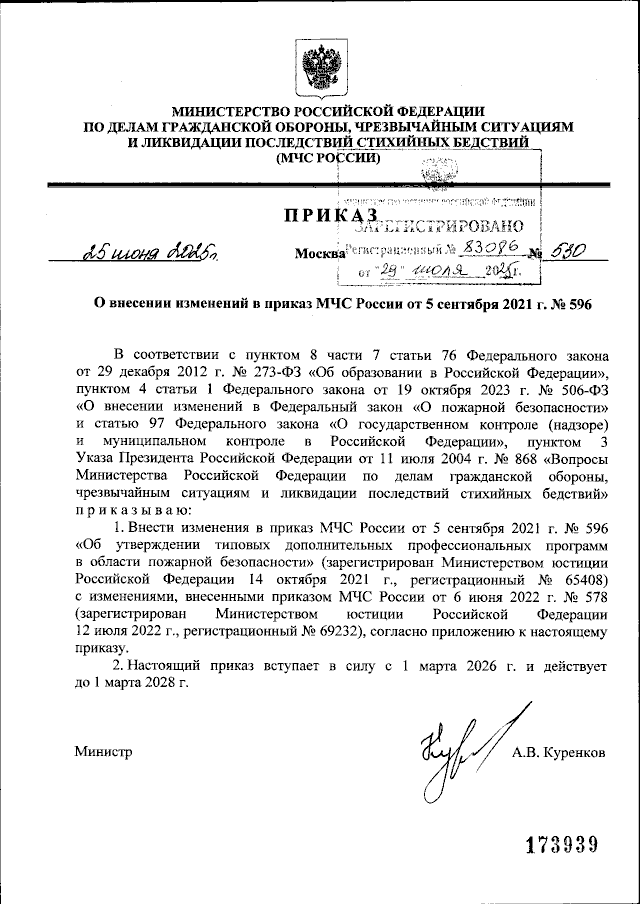 МИНИСТЕРСТВО РОССИЙСКОЙ ФЕДЕРАЦИИ
ПО ДЕЛАМ ГРАЖДАНСКОЙ ОБОРОНЫ, ЧРЕЗВЫЧАЙНЫМ СИТУАЦИЯМ
И ЛИКВИДАЦИИ ПОСЛЕДСТВИЙ СТИХИЙНЫХ БЕДСТВИЙ
(МЧС РОССИИ)
МИНИСТЕРСТВО ЮСТИЦИИ РОССИЙСКОЙ ФЕДЕРАЦИИ
ПРИКАЗ
ЗАРЕГИСТРИРОВАНО
25 июня 2025г. Москва Регистрационный № 83096 № 530
от "29" июля 2025г.
О внесении изменений в приказ МЧС России от 5 сентября 2021 г. № 596
В соответствии с пунктом 8 части 7 статьи 76 Федерального закона
от 29 декабря 2012 г. № 273-ФЗ «Об образовании в Российской Федерации»,
пунктом 4 статьи 1 Федерального закона от 19 октября 2023 г. № 506-ФЗ
«О внесении изменений в Федеральный закон «О пожарной безопасности»
и статью 97 Федерального закона «О государственном контроле (надзоре)
и муниципальном контроле в Российской Федерации», пунктом 3
Указа Президента Российской Федерации от 11 июля 2004 г. № 868 «Вопросы
Министерства Российской Федерации по делам гражданской обороны,
чрезвычайным ситуациям и ликвидации последствий стихийных бедствий»
приказываю:
1. Внести изменения в приказ МЧС России от 5 сентября 2021 г. № 596
«Об утверждении типовых дополнительных профессиональных программ
в области пожарной безопасности» (зарегистрирован Министерством юстиции
Российской Федерации 14 октября 2021 г., регистрационный № 65408)
с изменениями, внесенными приказом МЧС России от 6 июня 2022 г. № 578
(зарегистрирован Министерством юстиции Российской Федерации
12 июля 2022 г., регистрационный № 69232), согласно приложению к настоящему
приказу.
2. Настоящий приказ вступает в силу с 1 марта 2026 г. и действует
до 1 марта 2028 г.
Министр А.В. Куренков
173939